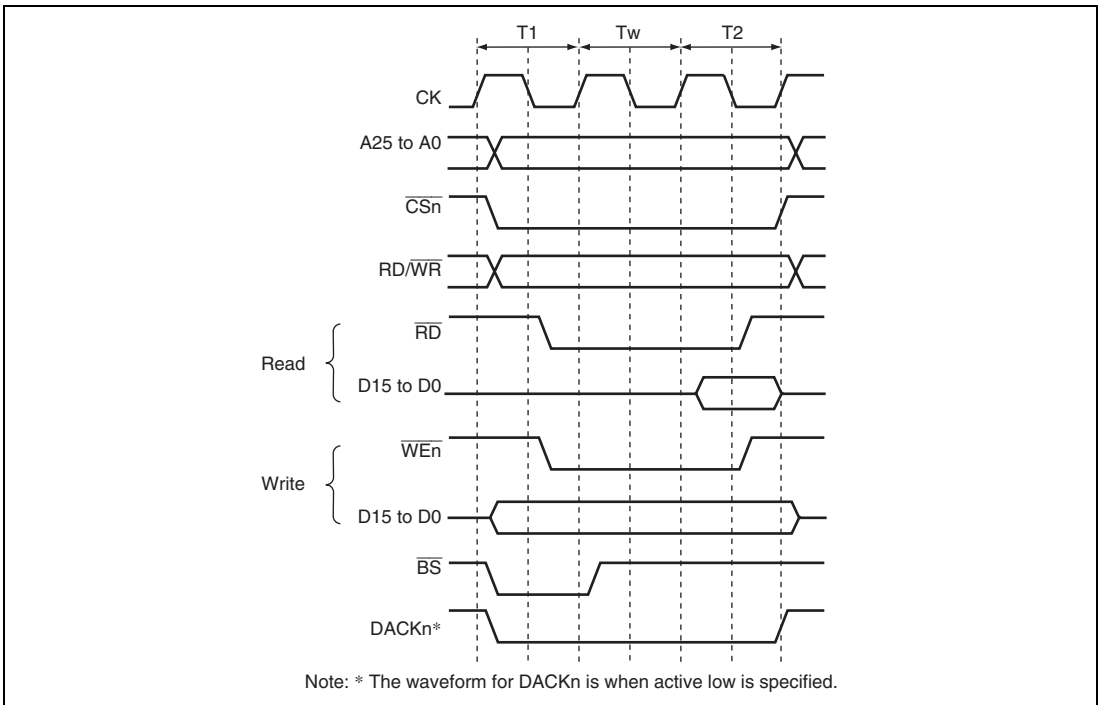 T1 Tw T2
CK
A25 to A0
CSn
RD/WR
RD
Read
D15 to D0
WEn
Write
D15 to D0
BS
DACKn*
Note: * The waveform for DACKn is when active low is specified.